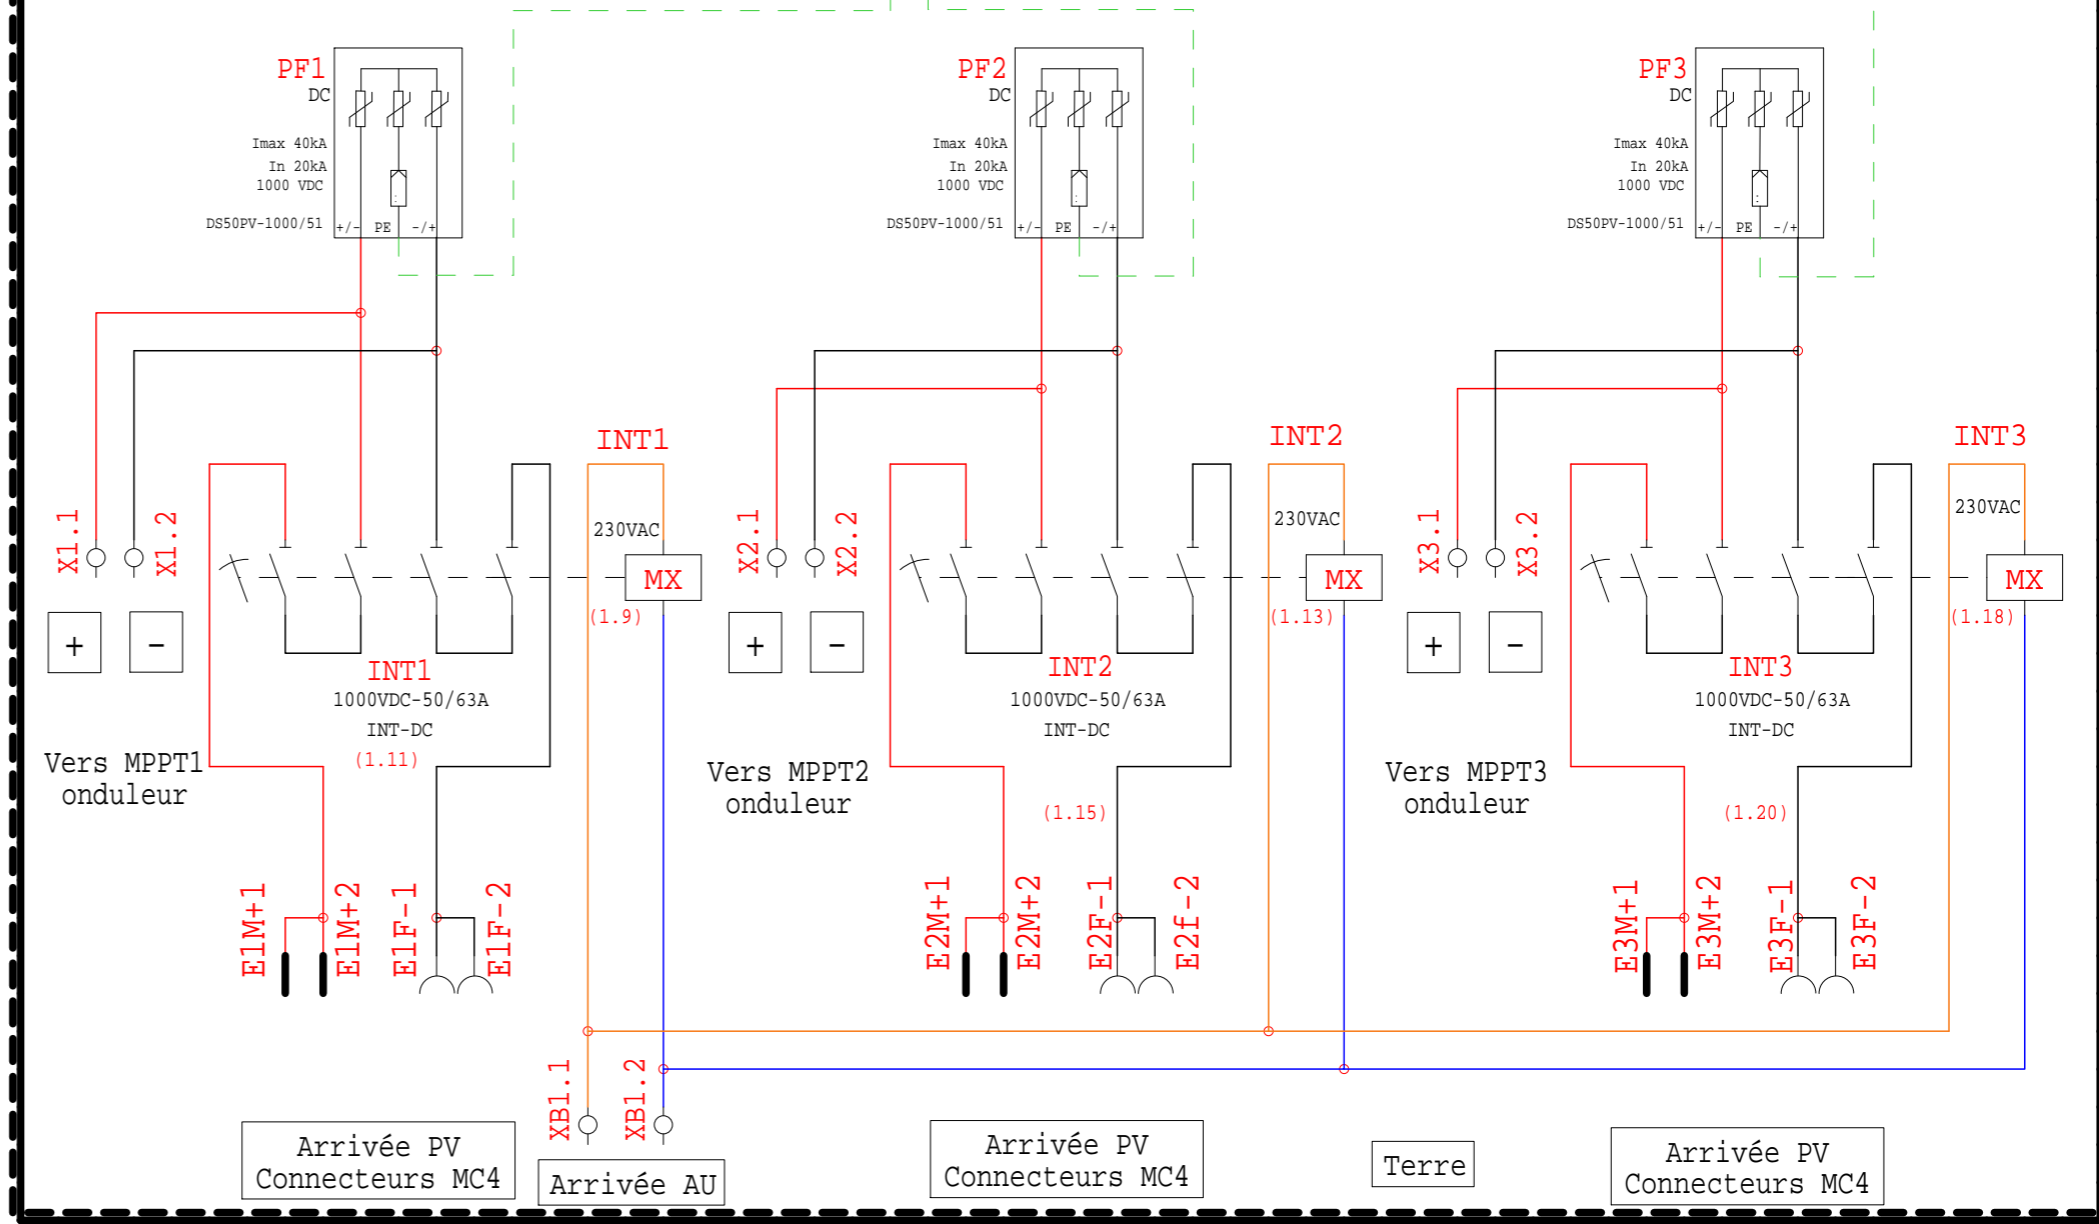 PF1
DC
Imax 40kA
In 20kA
1000 VDC
DS50PV-1000/51
+/-
PE
-/+
PF2
DC
Imax 40kA
In 20kA
1000 VDC
DS50PV-1000/51
+/-
PE
-/+
PF3
DC
Imax 40kA
In 20kA
1000 VDC
DS50PV-1000/51
+/-
PE
-/+
X1.1
X1.2
+
-
INT1
230VAC
MX
(1.9)
INT1
1000VDC-50/63A
INT-DC
(1.11)
Vers MPPT1
onduleur
X2.1
X2.2
+
-
INT2
230VAC
MX
(1.13)
INT2
1000VDC-50/63A
INT-DC
(1.15)
Vers MPPT2
onduleur
X3.1
X3.2
+
-
INT3
230VAC
MX
(1.18)
INT3
1000VDC-50/63A
INT-DC
(1.20)
Vers MPPT3
onduleur
E1M+1
E1M+2
E1F-1
E1F-2
E2M+1
E2M+2
E2F-1
E2f-2
E3M+1
E3M+2
E3F-1
E3F-2
XB1.1
XB1.2
Arrivée PV
Connecteurs MC4
Arrivée AU
Arrivée PV
Connecteurs MC4
Terre
Arrivée PV
Connecteurs MC4